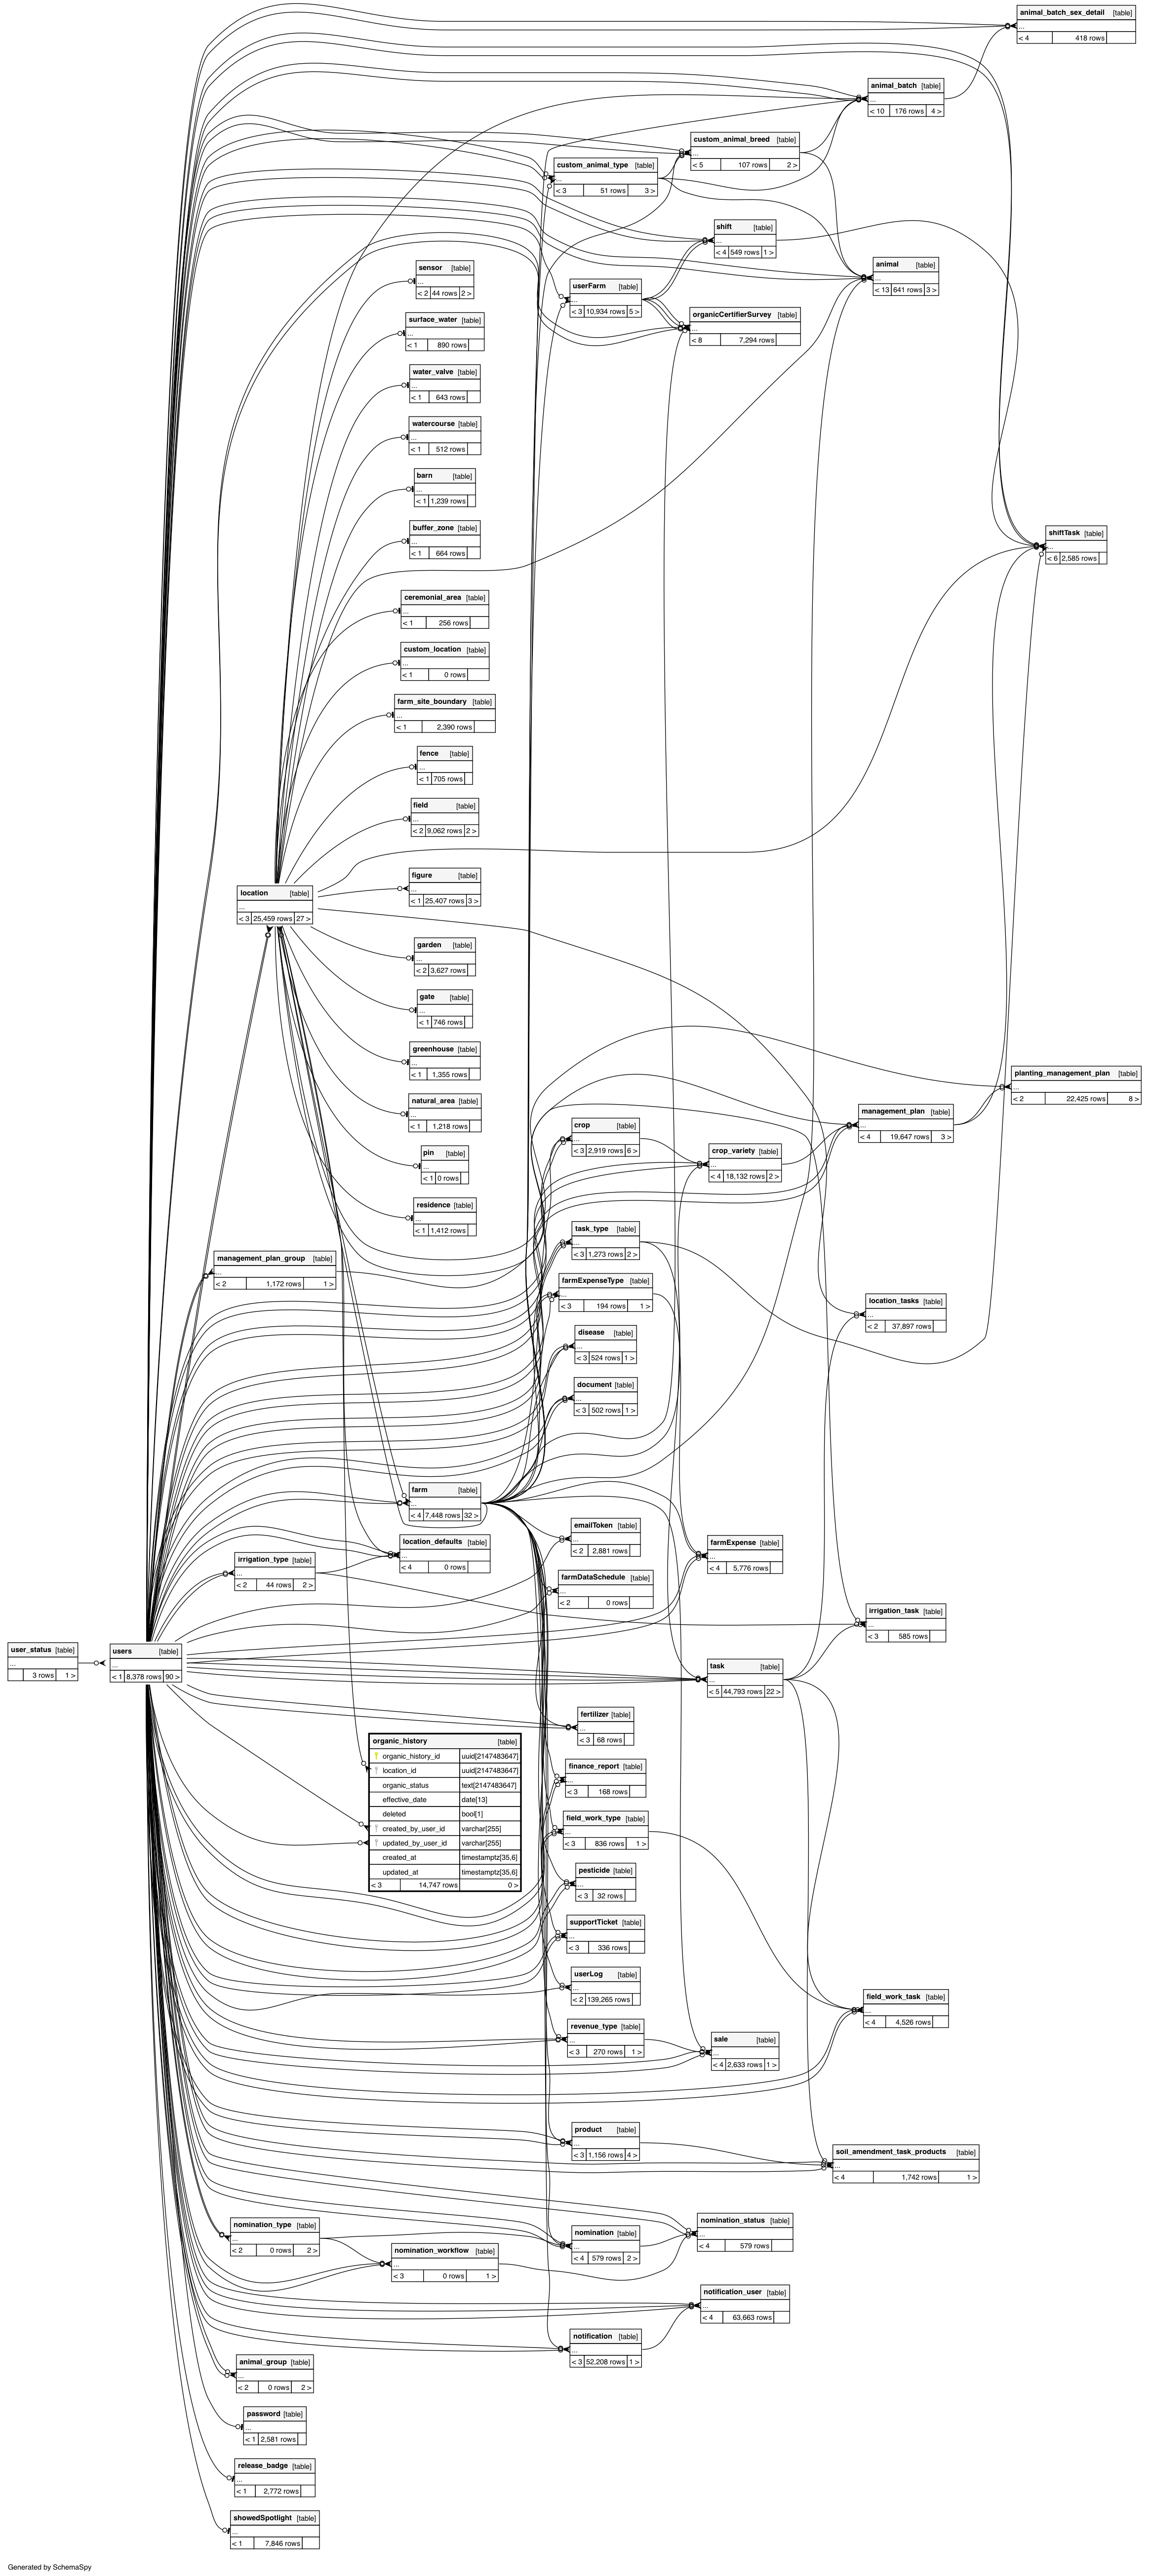 animal_batch_sex_detail [table]
...
< 4 418 rows
animal_batch [table]
...
< 10 176 rows 4 >
custom_animal_breed [table]
...
< 5 107 rows 2 >
custom_animal_type [table]
...
< 3 51 rows 3 >
shift [table]
...
< 4 549 rows 1 >
animal [table]
...
< 13 641 rows 3 >
sensor [table]
...
< 2 44 rows 2 >
userFarm [table]
...
< 3 10,934 rows 5 >
organicCertifierSurvey [table]
...
< 8 7,294 rows
surface_water [table]
...
< 1 890 rows
water_valve [table]
...
< 1 643 rows
watercourse [table]
...
< 1 512 rows
barn [table]
...
< 1 1,239 rows
buffer_zone [table]
...
< 1 664 rows
shiftTask [table]
...
< 6 2,585 rows
ceremonial_area [table]
...
< 1 256 rows
custom_location [table]
...
< 1 0 rows
farm_site_boundary [table]
...
< 1 2,390 rows
fence [table]
...
< 1 705 rows
field [table]
...
< 2 9,062 rows 2 >
location [table]
...
< 3 25,459 rows 27 >
figure [table]
...
< 1 25,407 rows 3 >
garden [table]
...
< 2 3,627 rows
gate [table]
...
< 1 746 rows
greenhouse [table]
...
< 1 1,355 rows
planting_management_plan [table]
...
< 2 22,425 rows 8 >
natural_area [table]
...
< 1 1,218 rows
management_plan [table]
...
< 4 19,647 rows 3 >
crop [table]
...
< 3 2,919 rows 6 >
pin [table]
...
< 1 0 rows
crop_variety [table]
...
< 4 18,132 rows 2 >
residence [table]
...
< 1 1,412 rows
task_type [table]
...
< 3 1,273 rows 2 >
management_plan_group [table]
...
< 2 1,172 rows 1 >
farmExpenseType [table]
...
< 3 194 rows 1 >
location_tasks [table]
...
< 2 37,897 rows
disease [table]
...
< 3 524 rows 1 >
document [table]
...
< 3 502 rows 1 >
farm [table]
...
< 4 7,448 rows 32 >
emailToken [table]
...
< 2 2,881 rows
location_defaults [table]
...
< 4 0 rows
farmExpense [table]
...
< 4 5,776 rows
irrigation_type [table]
...
< 2 44 rows 2 >
farmDataSchedule [table]
...
< 2 0 rows
irrigation_task [table]
...
< 3 585 rows
user_status [table]
...
3 rows 1 >
users [table]
...
< 1 8,378 rows 90 >
task [table]
...
< 5 44,793 rows 22 >
fertilizer [table]
...
< 3 68 rows
organic_history [table]
organic_history_id uuid[2147483647]
location_id uuid[2147483647]
organic_status text[2147483647]
effective_date date[13]
deleted bool[1]
created_by_user_id varchar[255]
updated_by_user_id varchar[255]
created_at timestamptz[35,6]
updated_at timestamptz[35,6]
< 3 14,747 rows 0 >
finance_report [table]
...
< 3 168 rows
field_work_type [table]
...
< 3 836 rows 1 >
pesticide [table]
...
< 3 32 rows
supportTicket [table]
...
< 3 336 rows
userLog [table]
...
< 2 139,265 rows
field_work_task [table]
...
< 4 4,526 rows
revenue_type [table]
...
< 3 270 rows 1 >
sale [table]
...
< 4 2,633 rows 1 >
product [table]
...
< 3 1,156 rows 4 >
soil_amendment_task_products [table]
...
< 4 1,742 rows 1 >
nomination_type [table]
...
< 2 0 rows 2 >
nomination [table]
...
< 4 579 rows 2 >
nomination_status [table]
...
< 4 579 rows
nomination_workflow [table]
...
< 3 0 rows 1 >
notification_user [table]
...
< 4 63,663 rows
notification [table]
...
< 3 52,208 rows 1 >
animal_group [table]
...
< 2 0 rows 2 >
password [table]
...
< 1 2,581 rows
release_badge [table]
...
< 1 2,772 rows
showedSpotlight [table]
...
< 1 7,846 rows
Generated by SchemaSpy